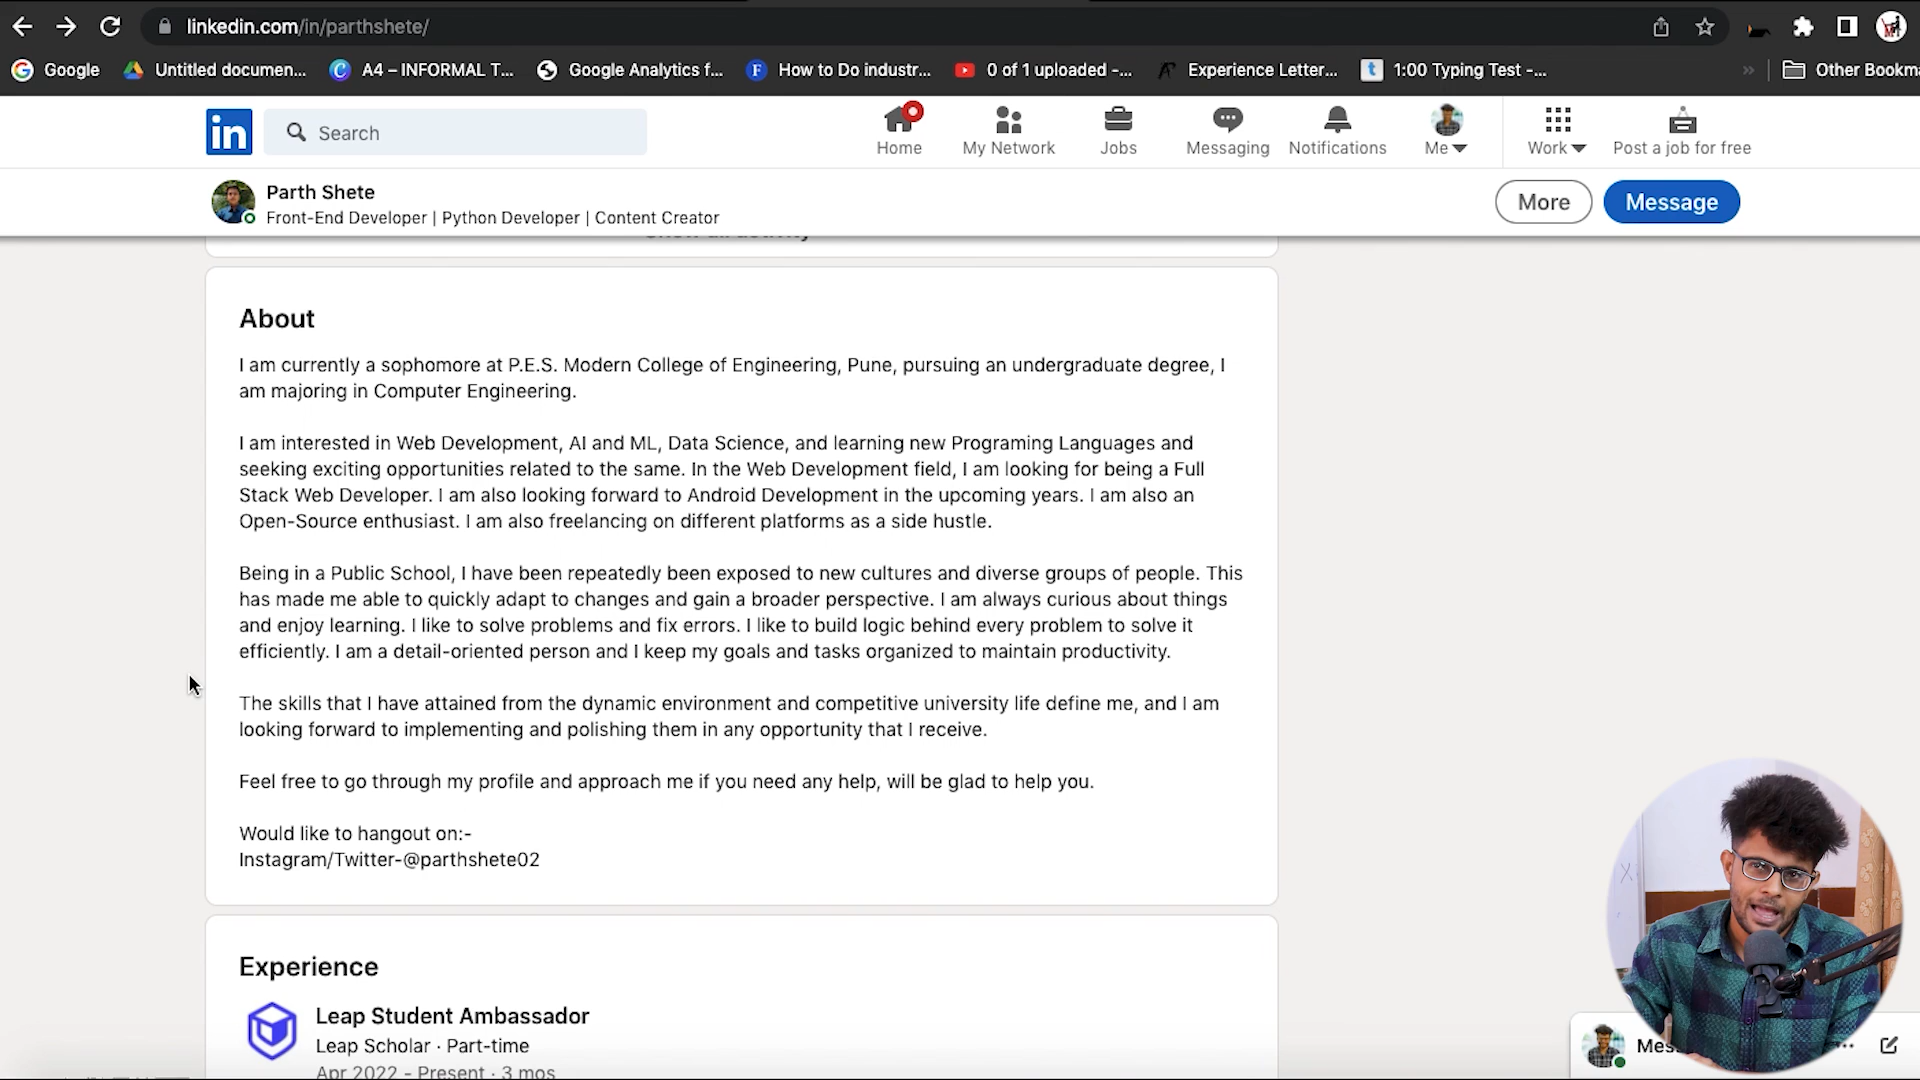 linkedin.com/in/parthshete/
Google
Untitled documen...
A4 – INFORMAL T...
Google Analytics f...
How to Do industr...
0 of 1 uploaded -...
Experience Letter...
1:00 Typing Test -...
»
Other Bookma
in
Search
Home
My Network
Jobs
Messaging
Notifications
Me
Work
Post a job for free
Parth Shete
Front-End Developer | Python Developer | Content Creator
More
Message
Show all activity
About
I am currently a sophomore at P.E.S. Modern College of Engineering, Pune, pursuing an undergraduate degree, I
am majoring in Computer Engineering.
I am interested in Web Development, AI and ML, Data Science, and learning new Programing Languages and
seeking exciting opportunities related to the same. In the Web Development field, I am looking for being a Full
Stack Web Developer. I am also looking forward to Android Development in the upcoming years. I am also an
Open-Source enthusiast. I am also freelancing on different platforms as a side hustle.
Being in a Public School, I have been repeatedly been exposed to new cultures and diverse groups of people. This
has made me able to quickly adapt to changes and gain a broader perspective. I am always curious about things
and enjoy learning. I like to solve problems and fix errors. I like to build logic behind every problem to solve it
efficiently. I am a detail-oriented person and I keep my goals and tasks organized to maintain productivity.
The skills that I have attained from the dynamic environment and competitive university life define me, and I am
looking forward to implementing and polishing them in any opportunity that I receive.
Feel free to go through my profile and approach me if you need any help, will be glad to help you.
Would like to hangout on:-
Instagram/Twitter-@parthshete02
Experience
Leap Student Ambassador
Leap Scholar · Part-time
Apr 2022 - Present · 3 mos
Mes